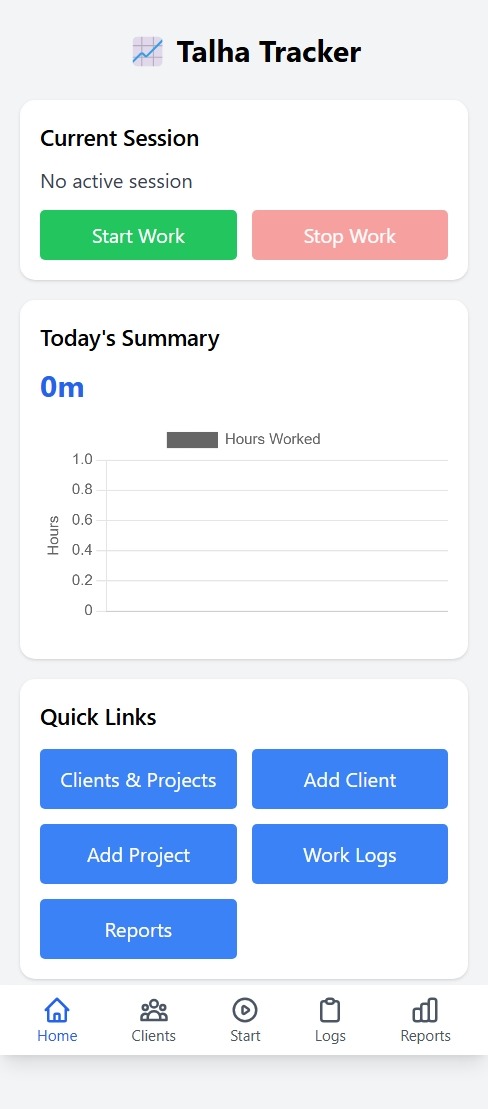 Talha Tracker
Current Session
No active session
Start Work Stop Work
Today's Summary
0m
Hours Worked
1.0
0.8
0.6
0.4
0.2
0
Hours
Quick Links
Clients & Projects Add Client
Add Project Work Logs
Reports
Home Clients Start Logs Reports